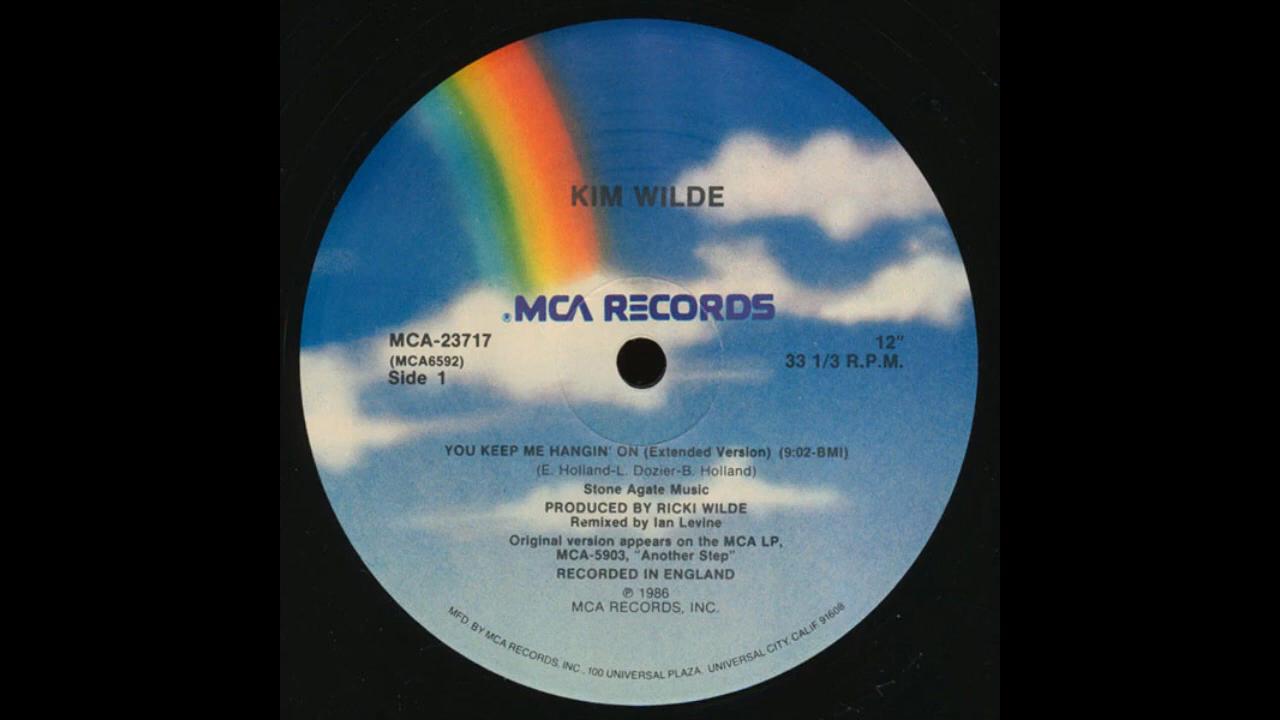 KIM WILDE
®MCA RECORDS
MCA-23717
(MCA6592)
Side 1
12"
33 1/3 R.P.M.
YOU KEEP ME HANGIN' ON (Extended Version) (9:02-BMI)
(E. Holland-L. Dozier-B. Holland)
Stone Agate Music
PRODUCED BY RICKI WILDE
Remixed by Ian Levine
Original version appears on the MCA LP,
MCA-5903, "Another Step"
RECORDED IN ENGLAND
℗ 1986
MCA RECORDS, INC.
MFD. BY MCA RECORDS, INC., 100 UNIVERSAL PLAZA, UNIVERSAL CITY, CALIF 91608